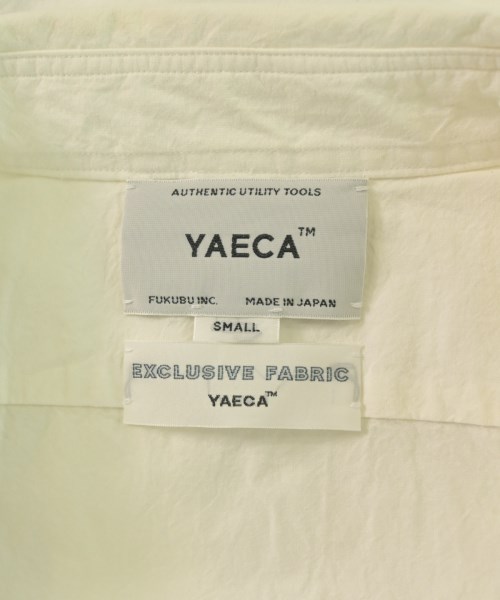 AUTHENTIC UTILITY TOOLS
YAECA™
FUKUBU INC. MADE IN JAPAN
SMALL
EXCLUSIVE FABRIC
YAECA™